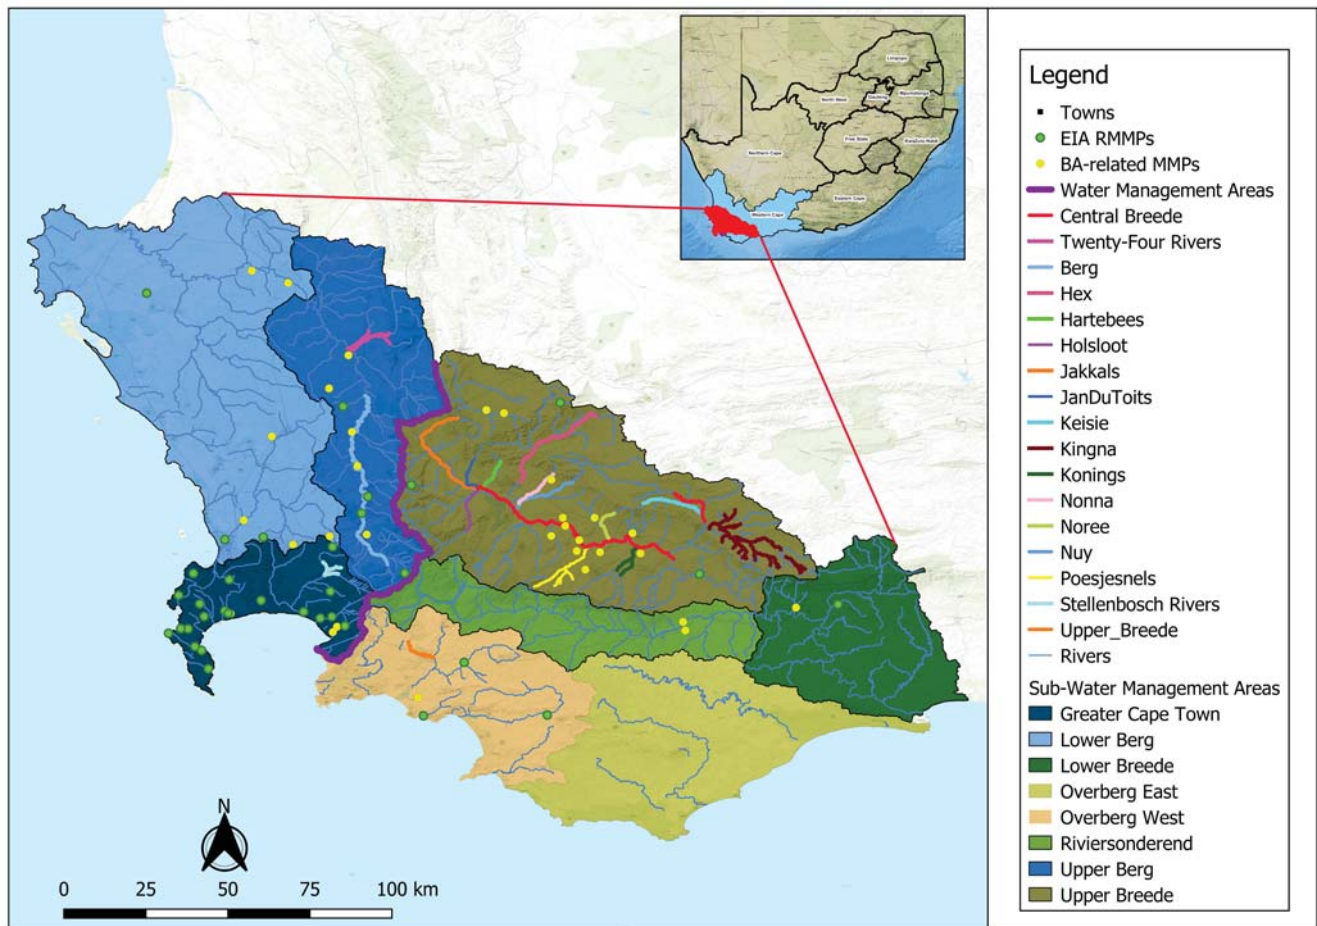 Limpopo
North West
Gauteng
Mpumalanga
Free State
KwaZulu-Natal
Northern Cape
Eastern Cape
Western Cape
N
0 25 50 75 100 km
Legend
Towns
EIA RMMPs
BA-related MMPs
Water Management Areas
Central Breede
Twenty-Four Rivers
Berg
Hex
Hartebees
Holsloot
Jakkals
JanDuToits
Keisie
Kingna
Konings
Nonna
Noree
Nuy
Poesjesnels
Stellenbosch Rivers
Upper_Breede
Rivers
Sub-Water Management Areas
Greater Cape Town
Lower Berg
Lower Breede
Overberg East
Overberg West
Riviersonderend
Upper Berg
Upper Breede